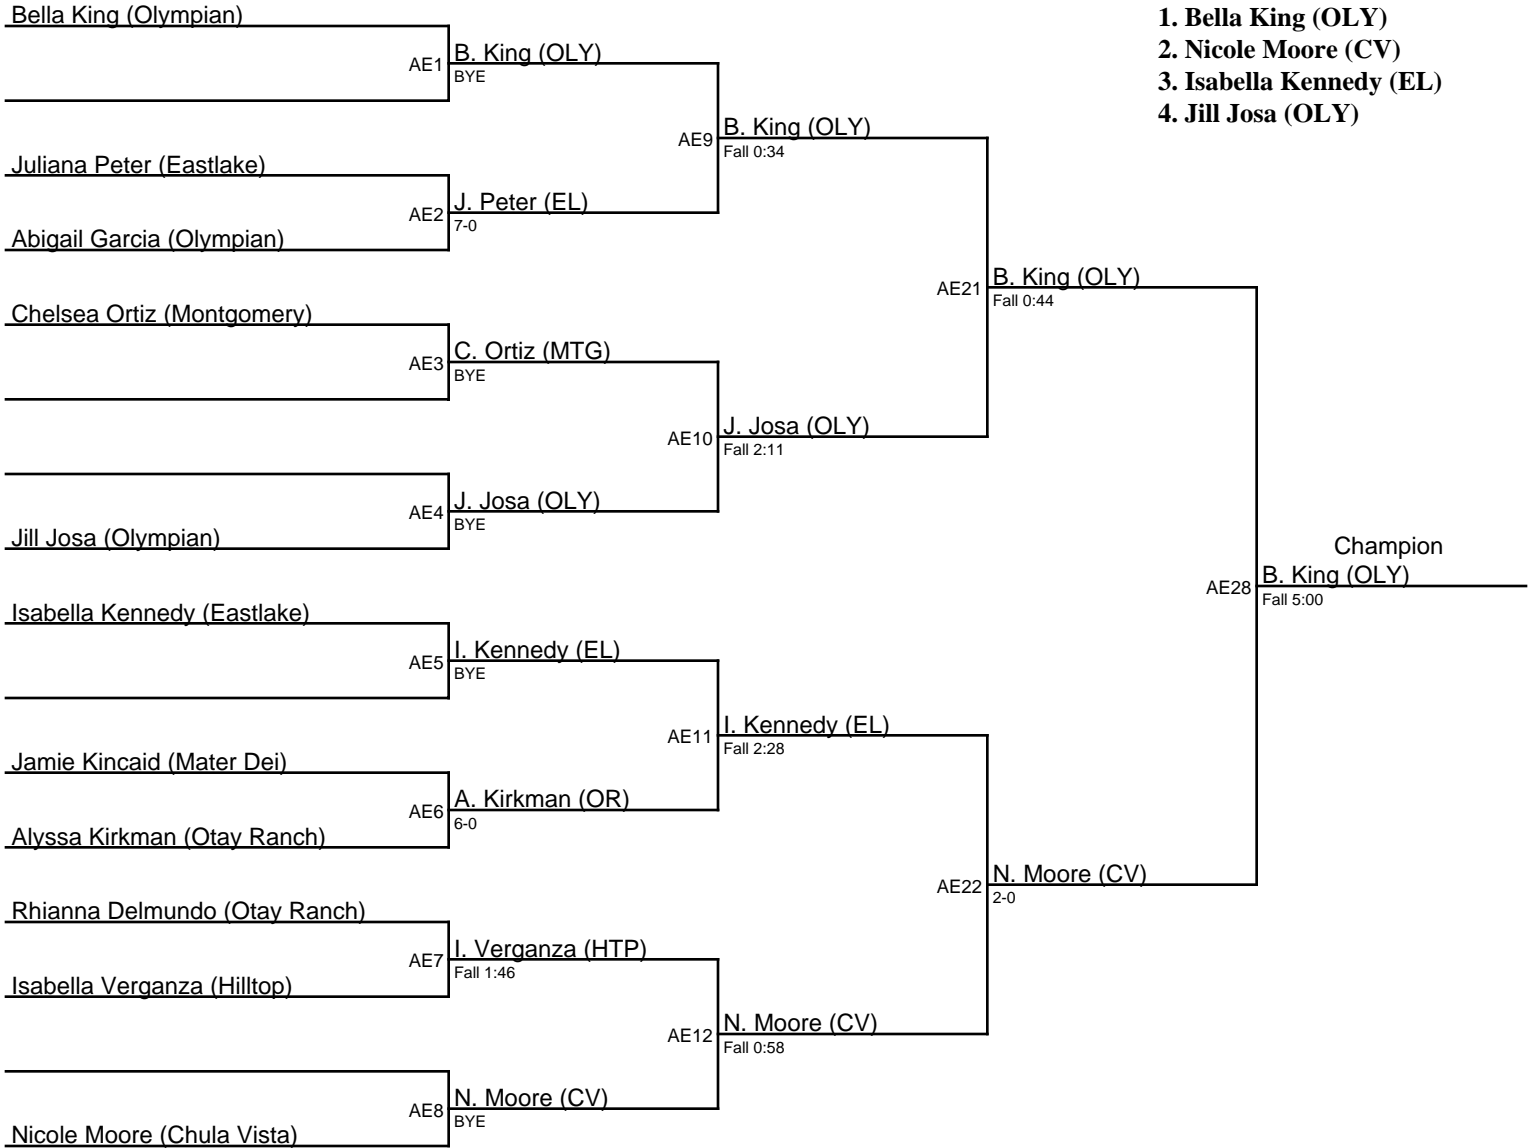 Bella King (Olympian)
AE1
B. King (OLY)
BYE
Juliana Peter (Eastlake)
Abigail Garcia (Olympian)
AE2
J. Peter (EL)
7-0
AE9
B. King (OLY)
Fall 0:34
Chelsea Ortiz (Montgomery)
AE3
C. Ortiz (MTG)
BYE
Jill Josa (Olympian)
AE4
J. Josa (OLY)
BYE
AE10
J. Josa (OLY)
Fall 2:11
AE21
B. King (OLY)
Fall 0:44
Isabella Kennedy (Eastlake)
AE5
I. Kennedy (EL)
BYE
Jamie Kincaid (Mater Dei)
Alyssa Kirkman (Otay Ranch)
AE6
A. Kirkman (OR)
6-0
AE11
I. Kennedy (EL)
Fall 2:28
Rhianna Delmundo (Otay Ranch)
Isabella Verganza (Hilltop)
AE7
I. Verganza (HTP)
Fall 1:46
Nicole Moore (Chula Vista)
AE8
N. Moore (CV)
BYE
AE12
N. Moore (CV)
Fall 0:58
AE22
N. Moore (CV)
2-0
AE28
Champion
B. King (OLY)
Fall 5:00
1. Bella King (OLY)
2. Nicole Moore (CV)
3. Isabella Kennedy (EL)
4. Jill Josa (OLY)